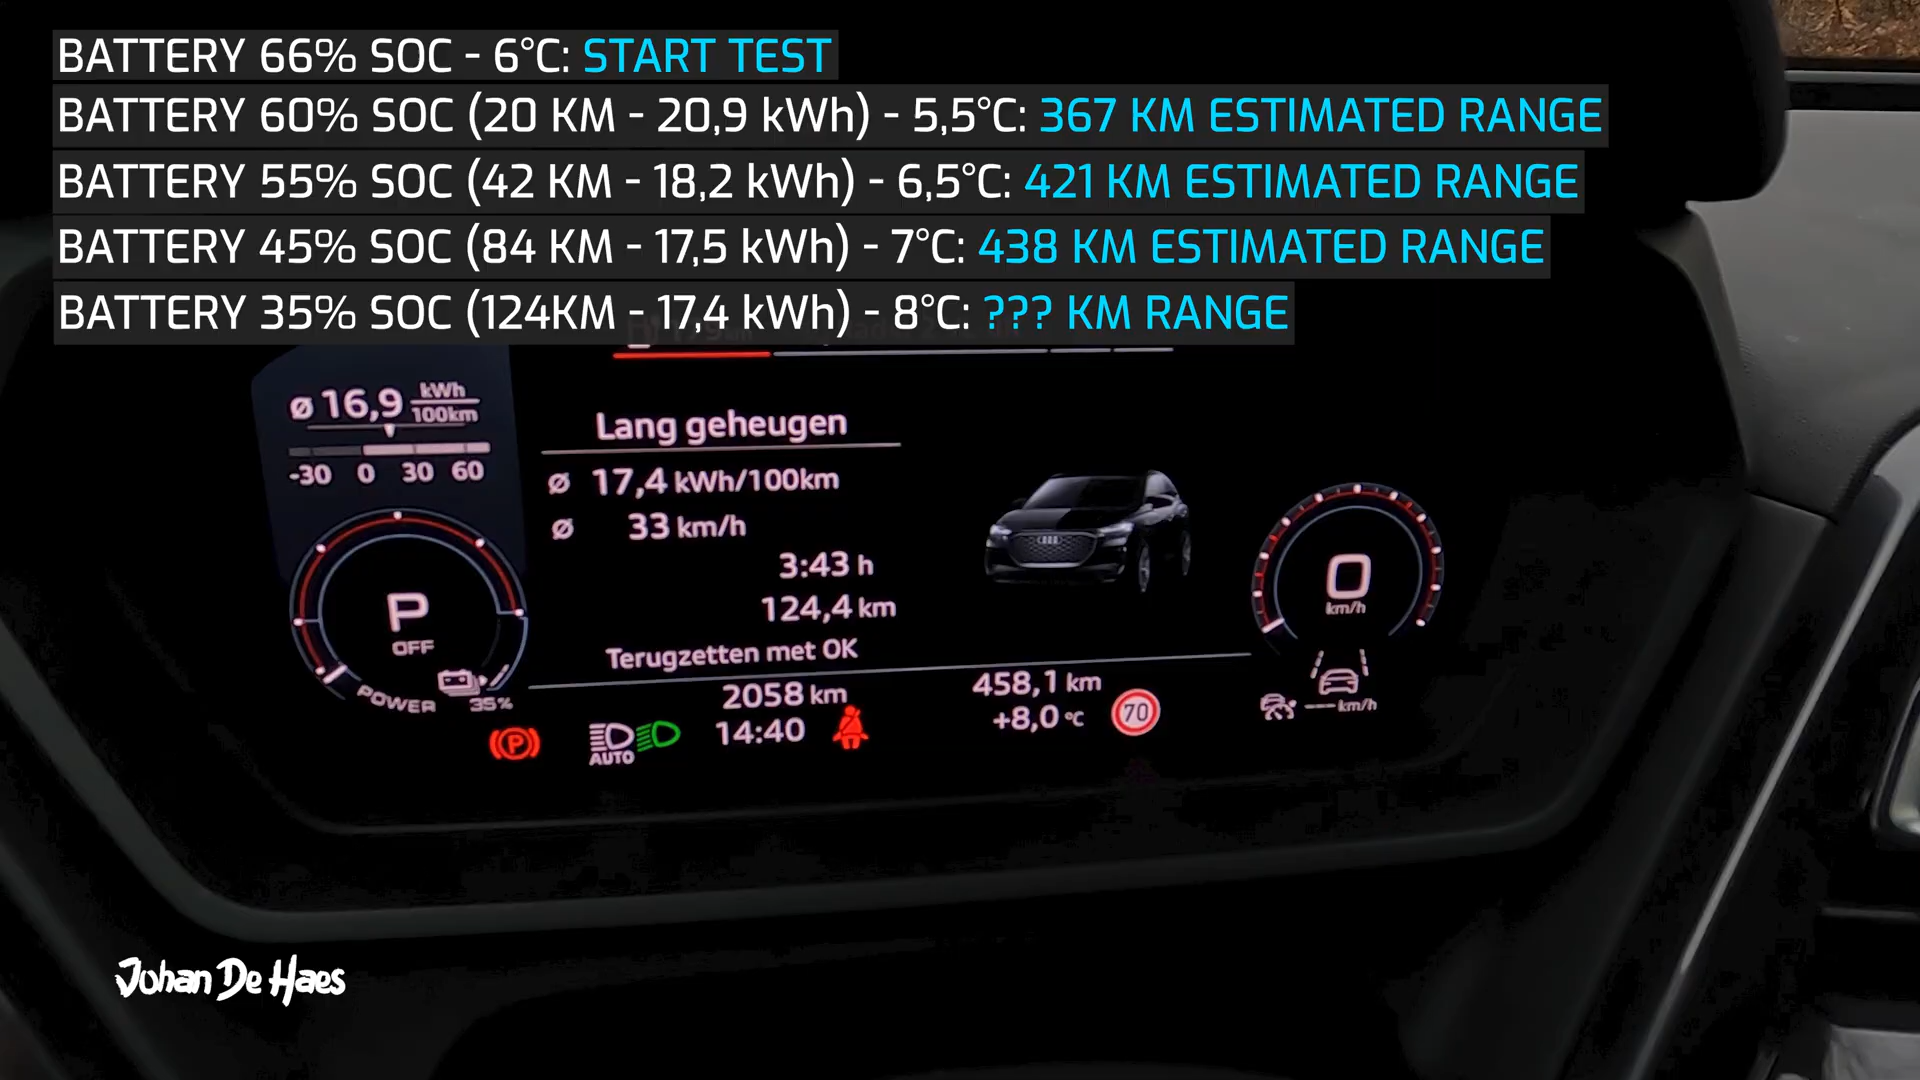 BATTERY 66% SOC - 6°C: START TEST
BATTERY 60% SOC (20 KM - 20,9 kWh) - 5,5°C: 367 KM ESTIMATED RANGE
BATTERY 55% SOC (42 KM - 18,2 kWh) - 6,5°C: 421 KM ESTIMATED RANGE
BATTERY 45% SOC (84 KM - 17,5 kWh) - 7°C: 438 KM ESTIMATED RANGE
BATTERY 35% SOC (124KM - 17,4 kWh) - 8°C: ??? KM RANGE
ø 16,9 kWh
100km
-30 0 30 60
Lang geheugen
ø 17,4 kWh/100km
ø 33 km/h
3:43 h
124,4 km
Terugzetten met OK
P
OFF
POWER 35%
0
km/h
2058 km
458,1 km
14:40
+8,0 °C
70
---km/h
P
AUTO
Johan De Haes